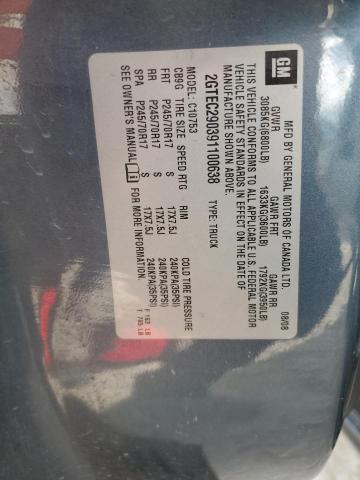 GM
MFD BY GENERAL MOTORS OF CANADA LTD. 08/08
GVWR GAWR FRT GAWR RR
3085KG(6800LB) 1633KG(3600LB) 1792KG(3950LB)
THIS VEHICLE CONFORMS TO ALL APPLICABLE U.S. FEDERAL MOTOR
VEHICLE SAFETY STANDARDS IN EFFECT ON THE DATE OF
MANUFACTURE SHOWN ABOVE.
2GTEC29D391100638 TYPE: TRUCK
MODEL: C10753
CB9G TIRE SIZE SPEED RTG RIM COLD TIRE PRESSURE
FRT P245/70R17 S 17X7.5J 240KPA(35PSI)
RR P245/70R17 S 17X7.5J 240KPA(35PSI)
SPA P245/70R17 S 17X7.5J 240KPA(35PSI)
SEE OWNER'S MANUAL FOR MORE INFORMATION